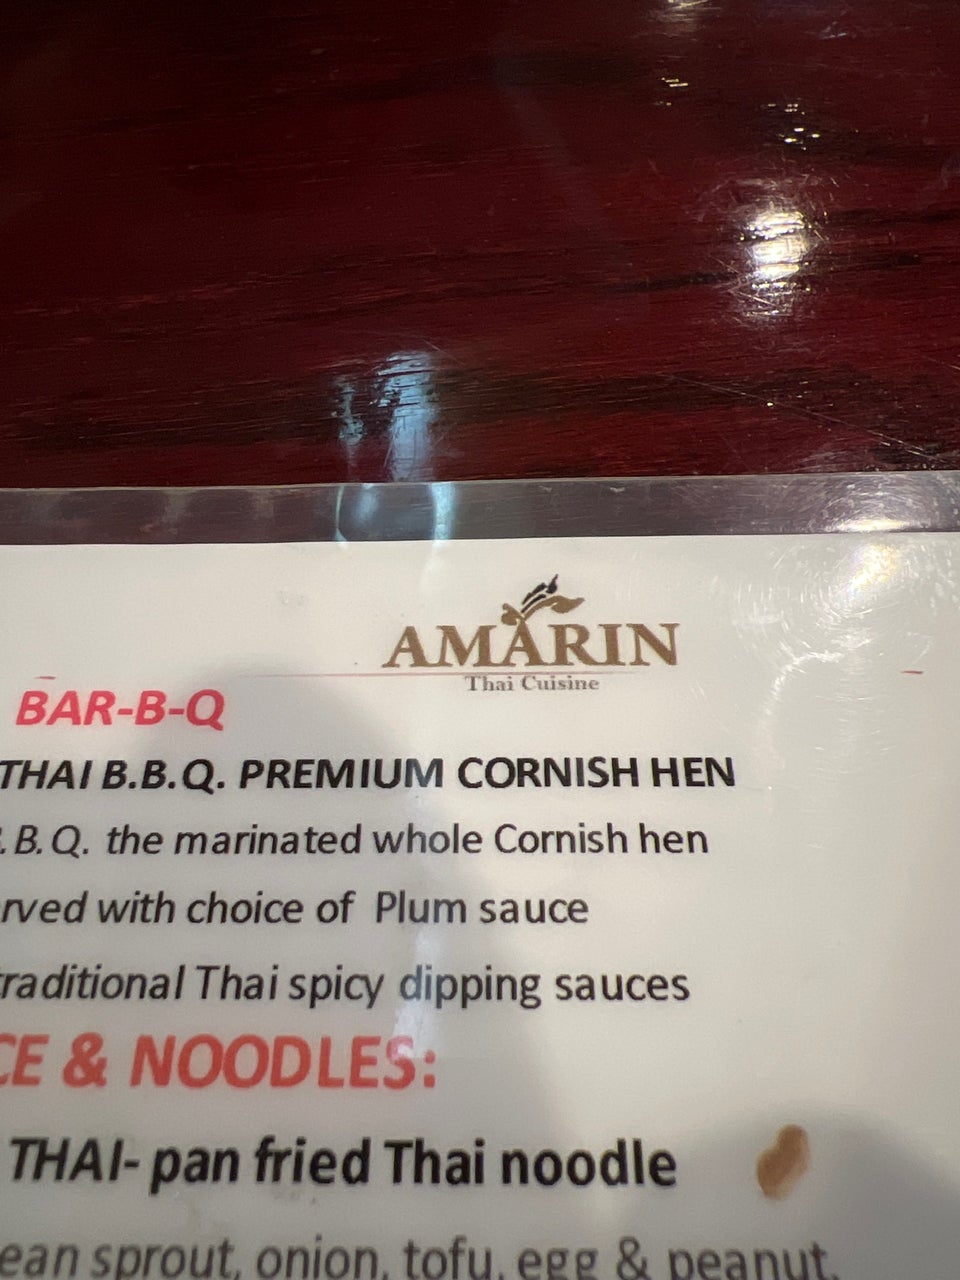 AMARIN
Thai Cuisine
BAR-B-Q
THAI B.B.Q. PREMIUM CORNISH HEN
.B.Q. the marinated whole Cornish hen
rved with choice of Plum sauce
traditional Thai spicy dipping sauces
CE & NOODLES:
THAI- pan fried Thai noodle
ean sprout, onion, tofu, egg & peanut.